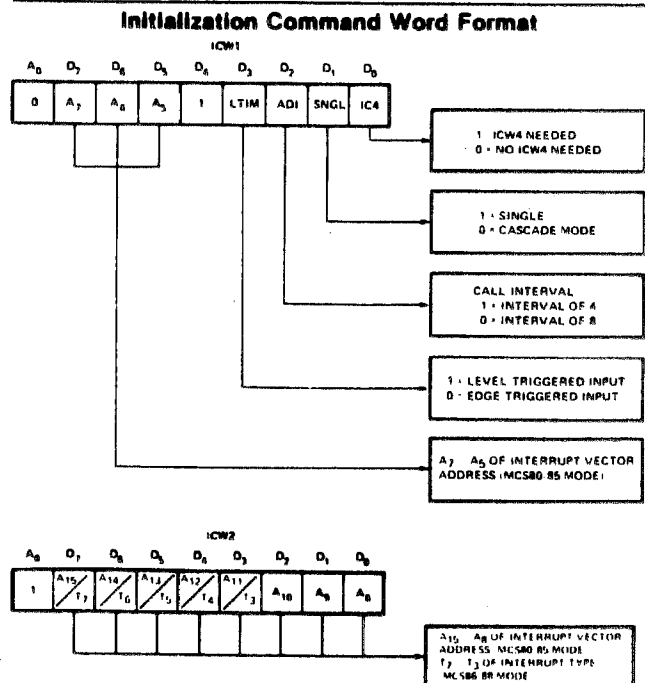 Initialization Command Word Format
ICW1
A0 D7 D6 D5 D4 D3 D2 D1 D0
0 A7 A6 A5 1 LTIM ADI SNGL IC4
1 ICW4 NEEDED
0 = NO ICW4 NEEDED
1 = SINGLE
0 = CASCADE MODE
CALL INTERVAL
1 = INTERVAL OF 4
0 = INTERVAL OF 8
1 = LEVEL TRIGGERED INPUT
0 = EDGE TRIGGERED INPUT
A7 A5 OF INTERRUPT VECTOR
ADDRESS (MCS80 85 MODE)
ICW2
A0 D7 D6 D5 D4 D3 D2 D1 D0
1 A15/T7 A14/T6 A13/T5 A12/T4 A11/T3 A10 A9 A8
A15 A8 OF INTERRUPT VECTOR
ADDRESS MCS80 85 MODE
T7 T3 OF INTERRUPT TYPE
MCS86 88 MODE